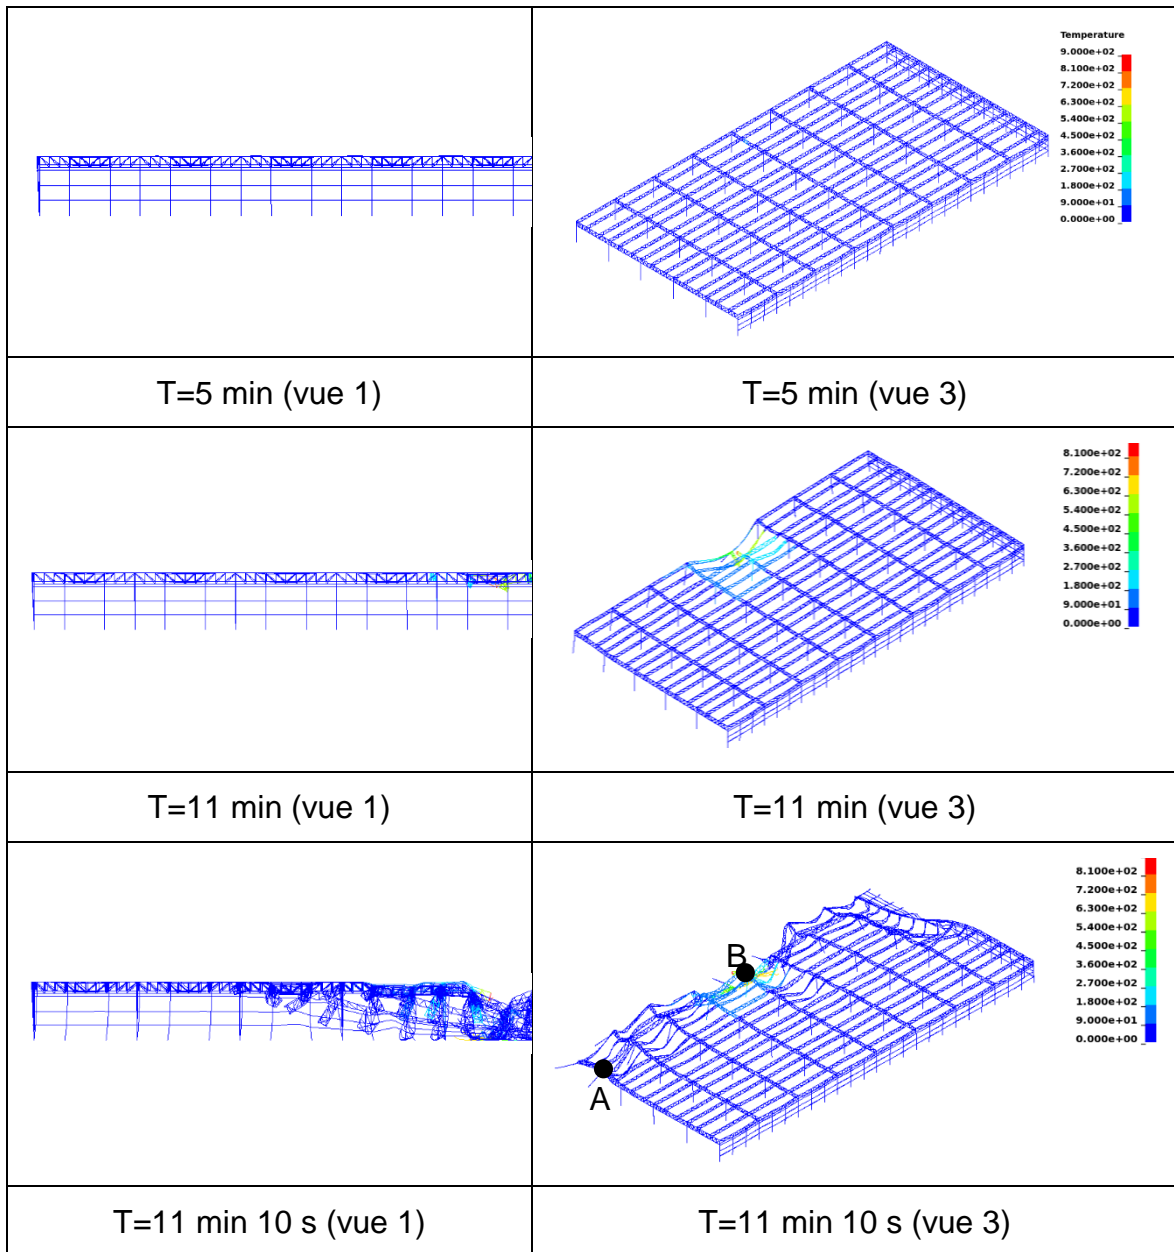 Temperature
9.000e+02
8.100e+02
7.200e+02
6.300e+02
5.400e+02
4.500e+02
3.600e+02
2.700e+02
1.800e+02
9.000e+01
0.000e+00
T=5 min (vue 1)
T=5 min (vue 3)
8.100e+02
7.200e+02
6.300e+02
5.400e+02
4.500e+02
3.600e+02
2.700e+02
1.800e+02
9.000e+01
0.000e+00
T=11 min (vue 1)
T=11 min (vue 3)
8.100e+02
7.200e+02
6.300e+02
5.400e+02
4.500e+02
3.600e+02
2.700e+02
1.800e+02
9.000e+01
0.000e+00
B
A
T=11 min 10 s (vue 1)
T=11 min 10 s (vue 3)